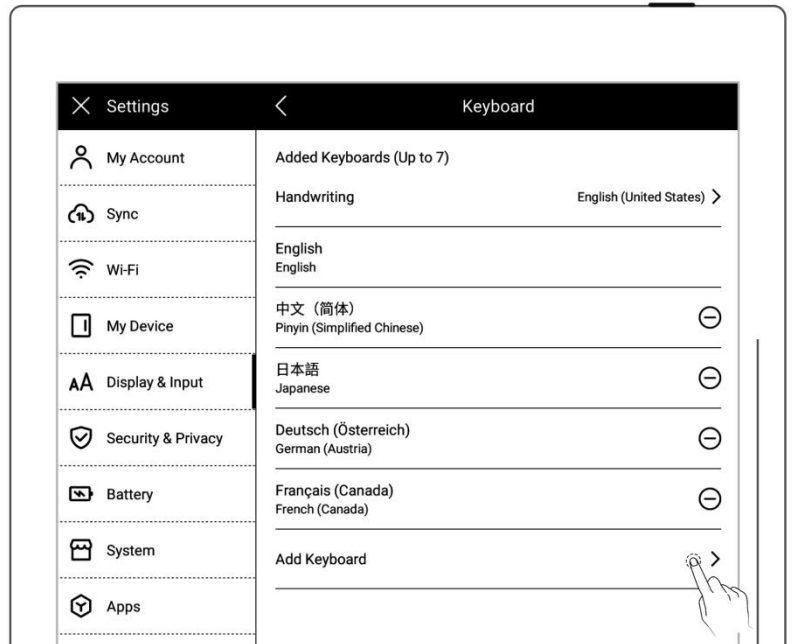 Settings
Keyboard
My Account
Sync
Wi-Fi
My Device
Display & Input
Security & Privacy
Battery
System
Apps
Added Keyboards (Up to 7)
Handwriting English (United States)
English
English
中文（简体）
Pinyin (Simplified Chinese)
日本語
Japanese
Deutsch (Österreich)
German (Austria)
Français (Canada)
French (Canada)
Add Keyboard